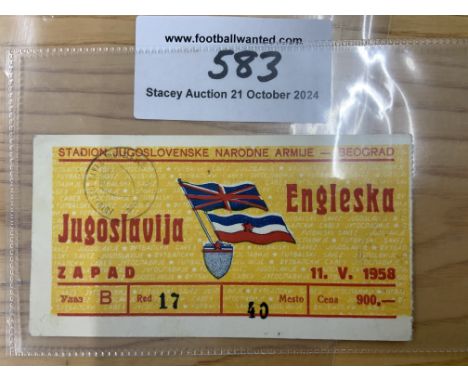 www.footballwanted.com
583
Stacey Auction 21 October 2024
STADION JUGOSLOVENSKE NARODNE ARMIJE — BEOGRAD
Engleska
Jugoslavija
ZAPAD 11. V. 1958
Улаз B Red 17 40 Mesto Cena 900.—